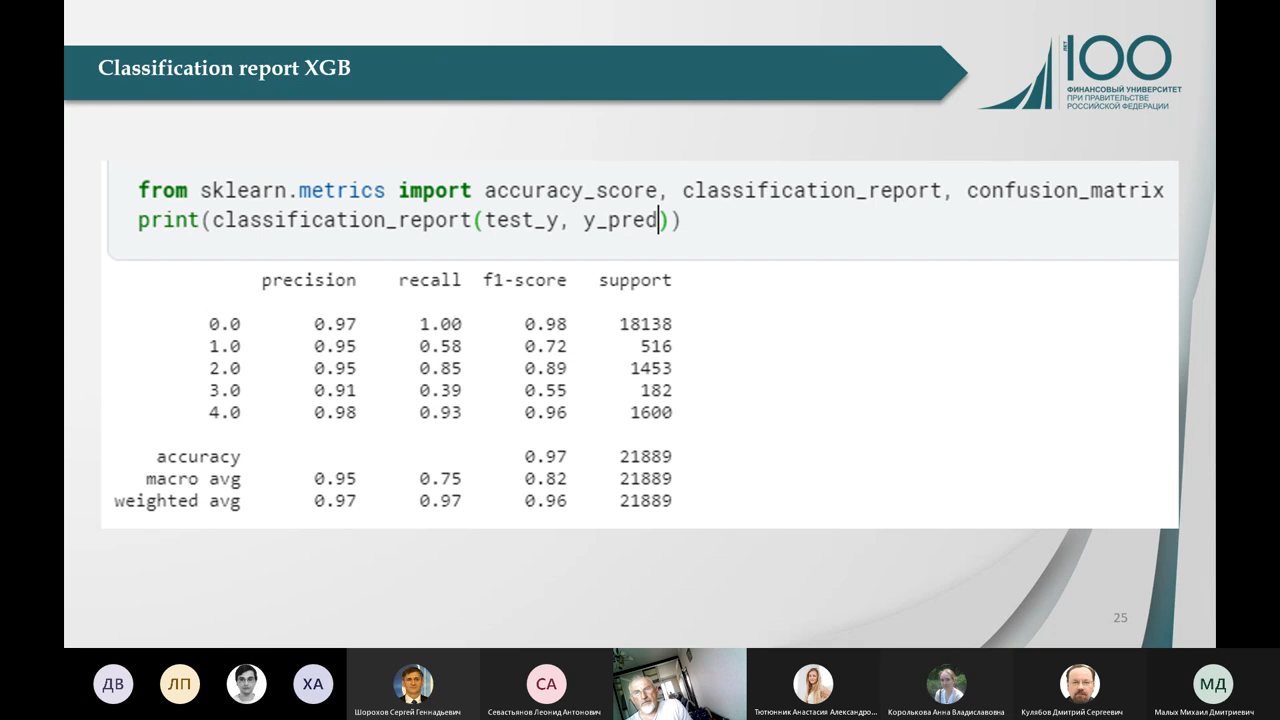 Classification report XGB
ЛЕТ
100
ФИНАНСОВЫЙ УНИВЕРСИТЕТ
ПРИ ПРАВИТЕЛЬСТВЕ
РОССИЙСКОЙ ФЕДЕРАЦИИ
from sklearn.metrics import accuracy_score, classification_report, confusion_matrix
print(classification_report(test_y, y_pred))
precision recall f1-score support
0.0 0.97 1.00 0.98 18138
1.0 0.95 0.58 0.72 516
2.0 0.95 0.85 0.89 1453
3.0 0.91 0.39 0.55 182
4.0 0.98 0.93 0.96 1600
accuracy 0.97 21889
macro avg 0.95 0.75 0.82 21889
weighted avg 0.97 0.97 0.96 21889
25
ДВ ЛП ХА СА МД
Шорохов Сергей Геннадьевич Севастьянов Леонид Антонович Тютюнник Анастасия Александро... Королькова Анна Владиславовна Кулябов Дмитрий Сергеевич Малых Михаил Дмитриевич